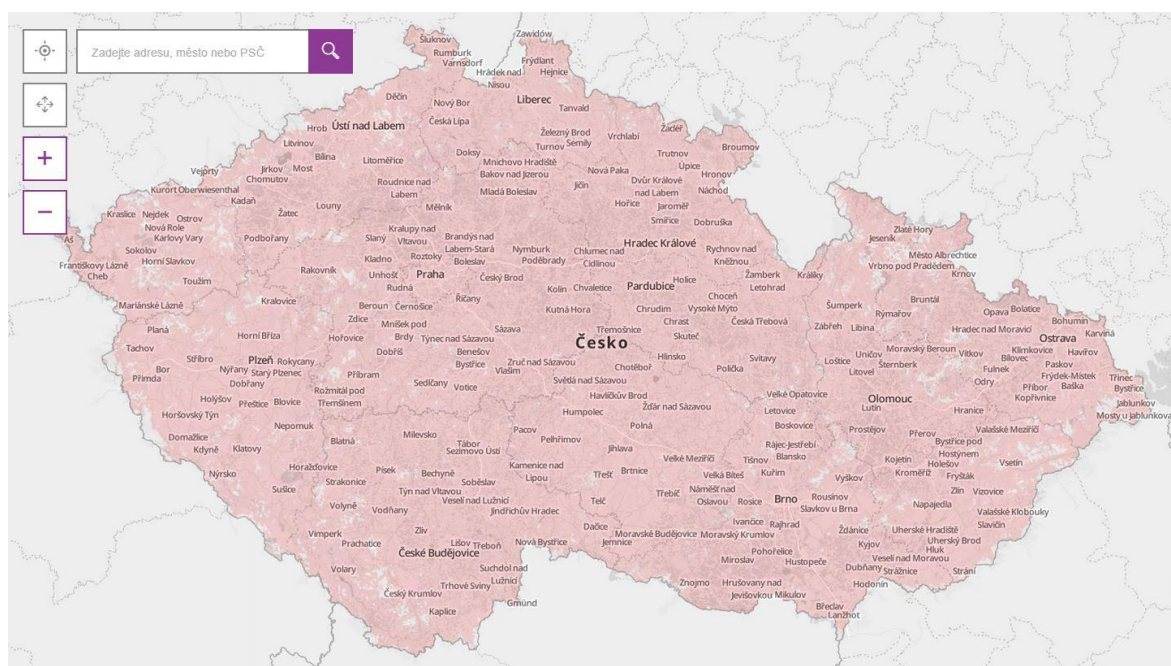 Zadejte adresu, město nebo PSČ
Šluknov
Zawidów
Rumburk
Varnsdorf
Frýdlant
Hrádek nad
Nisou
Hejnice
Děčín
Nový Bor
Liberec
Tanvald
Hrob
Ústí nad Labem
Česká Lípa
Železný Brod
Vrchlabí
Žacléř
Litvínov
Turnov
Semily
Broumov
Bílina
Litoměřice
Doksy
Mnichovo Hradiště
Trutnov
Vejprty
Jirkov
Most
Bakov nad Jizerou
Nová Paka
Úpice
Hronov
Chomutov
Roudnice nad
Labem
Mladá Boleslav
Jičín
Dvůr Králové
nad Labem
Náchod
Kurort Oberwiesenthal
Kadaň
Žatec
Louny
Mělník
Hořice
Jaroměř
Kraslice
Nejdek
Ostrov
Nová Role
Karlovy Vary
Podbořany
Slaný
Kralupy nad
Vltavou
Brandýs nad
Labem-Stará
Boleslav
Smiřice
Dobruška
Zlaté Hory
Jeseník
Aš
Sokolov
Horní Slavkov
Kladno
Roztoky
Nymburk
Poděbrady
Chlumec nad
Cidlinou
Hradec Králové
Rychnov nad
Kněžnou
Město Albrechtice
Vrbno pod Pradědem
Krnov
Františkovy Lázně
Cheb
Toužim
Rakovník
Unhošť
Praha
Rudná
Český Brod
Kolín
Chvaletice
Pardubice
Holice
Žamberk
Letohrad
Králíky
Mariánské Lázně
Kralovice
Beroun
Černošice
Říčany
Kutná Hora
Chrudim
Choceň
Vysoké Mýto
Šumperk
Bruntál
Rýmařov
Opava
Bolatice
Bohumín
Planá
Horní Bříza
Zdice
Hořovice
Mníšek pod
Brdy
Týnec nad Sázavou
Sázava
Česko
Třemošnice
Chrast
Skuteč
Česká Třebová
Zábřeh
Libina
Hradec nad Moravicí
Ostrava
Karviná
Tachov
Stříbro
Plzeň
Rokycany
Dobříš
Benešov
Bystřice
Vlašim
Zruč nad Sázavou
Chotěboř
Hlinsko
Polička
Svitavy
Loštice
Uničov
Litovel
Moravský Beroun
Šternberk
Vítkov
Klimkovice
Bílovec
Havířov
Bor
Přimda
Nýřany
Starý Plzenec
Dobřany
Příbram
Sedlčany
Votice
Světlá nad Sázavou
Fulnek
Odry
Paskov
Frýdek-Místek
Příbor
Baška
Kopřivnice
Třinec
Bystřice
Holýšov
Přeštice
Blovice
Rožmitál pod
Třemšínem
Havlíčkův Brod
Velké Opatovice
Olomouc
Lutín
Hranice
Jablunkov
Mosty u Jablunkova
Horšovský Týn
Nepomuk
Humpolec
Žďár nad Sázavou
Letovice
Domažlice
Kdyně
Klatovy
Blatná
Milevsko
Tábor
Sezimovo Ústí
Pacov
Pelhřimov
Polná
Jihlava
Boskovice
Prostějov
Přerov
Valašské Meziříčí
Bystřice pod
Hostýnem
Nýrsko
Horažďovice
Strakonice
Písek
Bechyně
Soběslav
Kamenice nad
Lipou
Třešť
Brtnice
Velké Meziříčí
Velká Bíteš
Tišnov
Rájec-Jestřebí
Blansko
Kuřim
Kojetín
Kroměříž
Holešov
Fryšták
Vsetín
Sušice
Volyně
Vodňany
Týn nad Vltavou
Veselí nad Lužnicí
Jindřichův Hradec
Telč
Třebíč
Náměšť nad
Oslavou
Rosice
Brno
Vyškov
Rousínov
Slavkov u Brna
Zlín
Vizovice
Napajedla
Valašské Klobouky
Vimperk
Prachatice
Zliv
České Budějovice
Lišov
Třeboň
Nová Bystřice
Dačice
Jemnice
Moravské Budějovice
Ivančice
Moravský Krumlov
Rajhrad
Ždánice
Kyjov
Uherské Hradiště
Slavičín
Uherský Brod
Hluk
Volary
Suchdol nad
Lužnicí
Pohořelice
Miroslav
Hustopeče
Veselí nad Moravou
Dubňany
Strážnice
Strání
Český Krumlov
Trhové Sviny
Kaplice
Gmünd
Znojmo
Hrušovany nad
Jevišovkou
Mikulov
Hodonín
Břeclav
Lanžhot